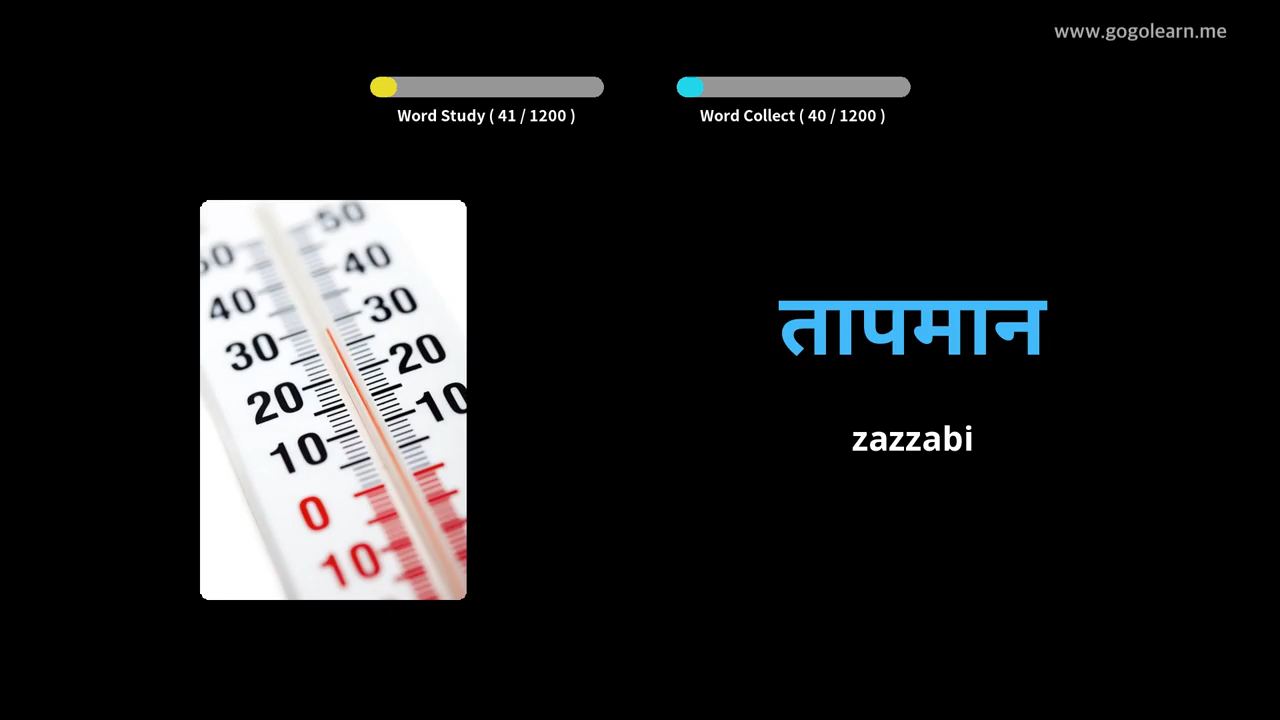 www.gogolearn.me
Word Study ( 41 / 1200 )
Word Collect ( 40 / 1200 )
50
50
40
40
30
30
20
20
10
10
0
10
तापमान
zazzabi